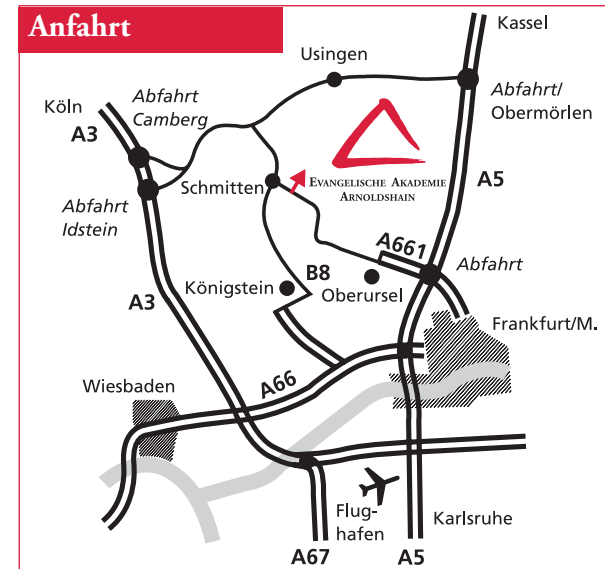 Anfahrt
Kassel
Usingen
Abfahrt/
Obermörlen
Köln
Abfahrt
Camberg
A3
Schmitten
EVANGELISCHE AKADEMIE
ARNOLDSHAIN
A5
Abfahrt
Idstein
A661
Abfahrt
B8
Königstein
Oberursel
A3
Frankfurt/M.
Wiesbaden
A66
Flug-
hafen
Karlsruhe
A67
A5